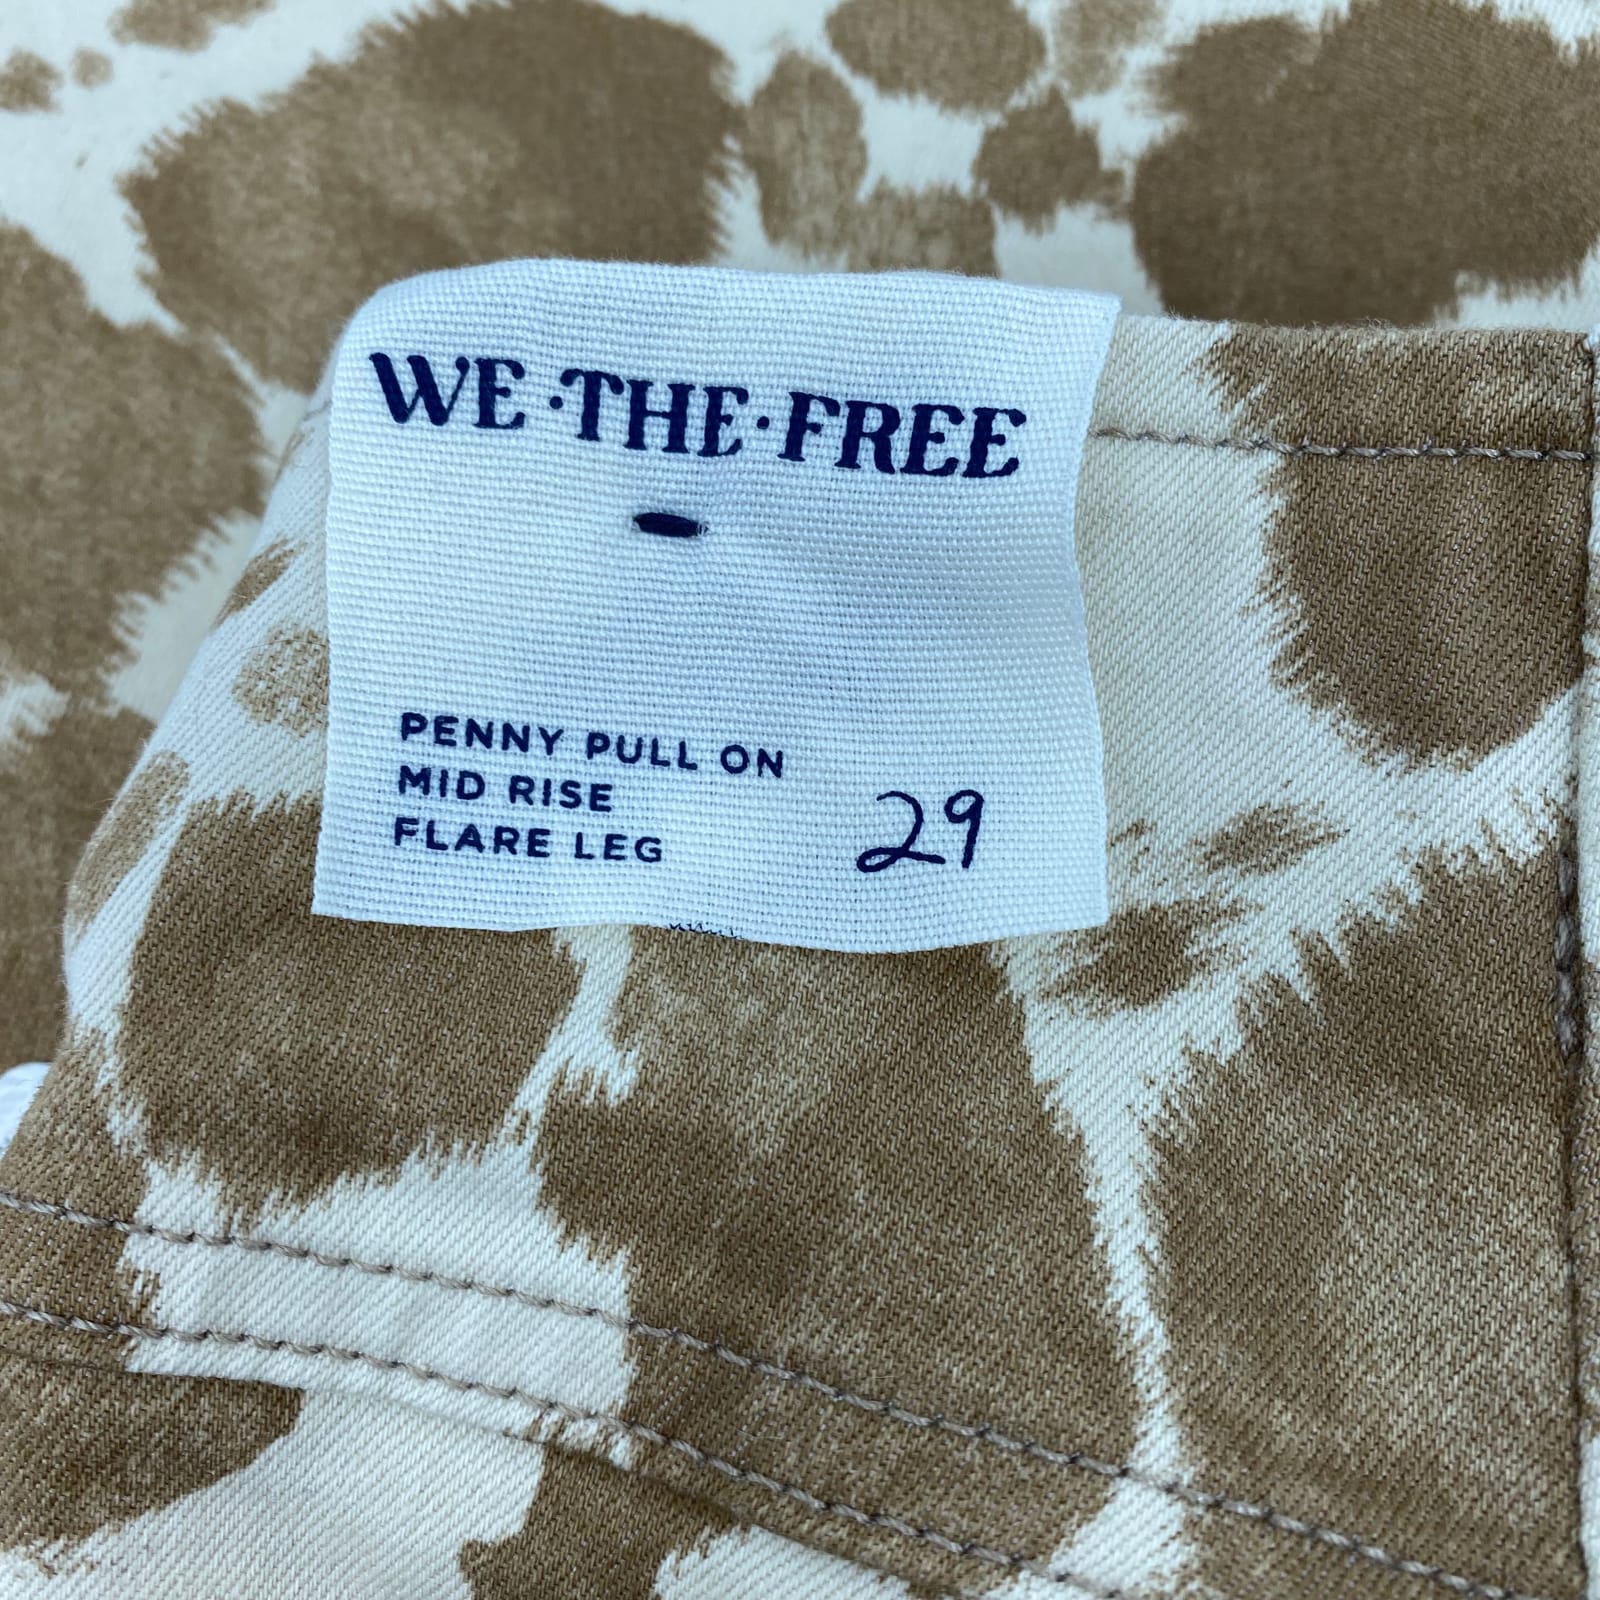 WE·THE·FREE
PENNY PULL ON
MID RISE
FLARE LEG
29